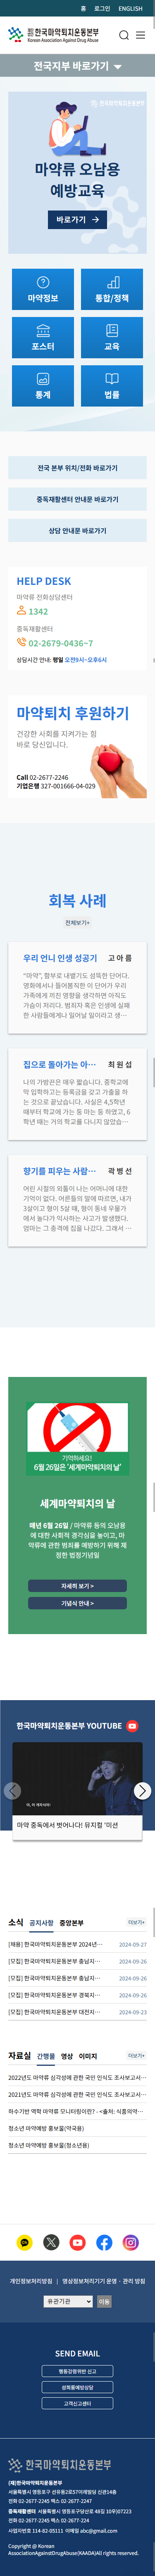 홈 로그인 ENGLISH
한국마약퇴치운동본부
Korean Association Against Drug Abuse
전국지부 바로가기
한국마약퇴치운동본부
마약류 오남용
예방교육
바로가기 →
마약정보 통합/정책
포스터 교육
통계 법률
전국 본부 위치/전화 바로가기
중독재활센터 안내문 바로가기
상담 안내문 바로가기
HELP DESK
마약류 전화상담센터
1342
중독재활센터
02-2679-0436~7
상담시간 안내: 평일 오전9시~오후6시
마약퇴치 후원하기
건강한 사회를 지켜가는 힘
바로 당신입니다.
Call 02-2677-2246
기업은행 327-001666-04-029
회복 사례
전체보기+
우리 언니 인생 성공기 고 아 름
"마약", 함부로 내뱉기도 섬뜩한 단어다.
영화에서나 들어봄직한 이 단어가 우리
가족에게 끼친 영향을 생각하면 아직도
가슴이 저리다. 범죄자 혹은 인생에 실패
한 사람들에게나 일어날 일이라고 생…
집으로 돌아가는 아… 최 원 섭
나의 가방끈은 매우 짧습니다. 중학교에
막 입학하고는 등록금을 갖고 가출을 하
는 것으로 끝났습니다. 사실은 4,5학년
때부터 학교에 가는 둥 마는 둥 하였고, 6
학년 때는 거의 학교를 다니지 않았습…
향기를 피우는 사람… 곽 병 선
어린 시절의 외톨이 나는 어머니에 대한
기억이 없다. 어른들의 말에 따르면, 내가
3살이고 형이 5살 때, 형이 동네 우물가
에서 놀다가 익사하는 사고가 발생했다.
엄마는 그 충격에 집을 나갔다. 그래서 …
기억하세요!
6월 26일은 '세계마약퇴치의 날'
세계마약퇴치의 날
매년 6월 26일 / 마약류 등의 오남용
에 대한 사회적 경각심을 높이고, 마
약류에 관한 범죄를 예방하기 위해 제
정한 법정기념일
자세히 보기 >
기념식 안내 >
한국마약퇴치운동본부 YOUTUBE
마약 중독에서 벗어나다! 뮤지컬 '미션
소식 공지사항 중앙본부 더보기+
[채용] 한국마약퇴치운동본부 2024년… 2024-09-27
[모집] 한국마약퇴치운동본부 충남지… 2024-09-26
[모집] 한국마약퇴치운동본부 충남지… 2024-09-26
[모집] 한국마약퇴치운동본부 경북지… 2024-09-26
[모집] 한국마약퇴치운동본부 대전지… 2024-09-23
자료실 간행물 영상 이미지 더보기+
2022년도 마약류 심각성에 관한 국민 인식도 조사보고서…
2021년도 마약류 심각성에 관한 국민 인식도 조사보고서…
하수기반 역학 마약류 모니터링이란? - <출처: 식품의약…
청소년 마약예방 홍보물(약국용)
청소년 마약예방 홍보물(청소년용)
개인정보처리방침 | 영상정보처리기기 운영ㆍ관리 방침
유관기관 이동
SEND EMAIL
행동강령위반 신고
성희롱예방상담
고객신고센터
한국마약퇴치운동본부
(재)한국마약퇴치운동본부
서울특별시 영등포구 선유동2로57이레빌딩 신관14층
전화 02-2677-2245 팩스 02-2677-2247
중독재활센터 서울특별시 영등포구당산로 48길 10우)07223
전화 02-2677-2245 팩스 02-2677-224
사업자번호 114-82-05111 이메일 abc@gmail.com
Copyright @ Korean
AssociationAgainstDrugAbuse(KAADA)All rights reserved.